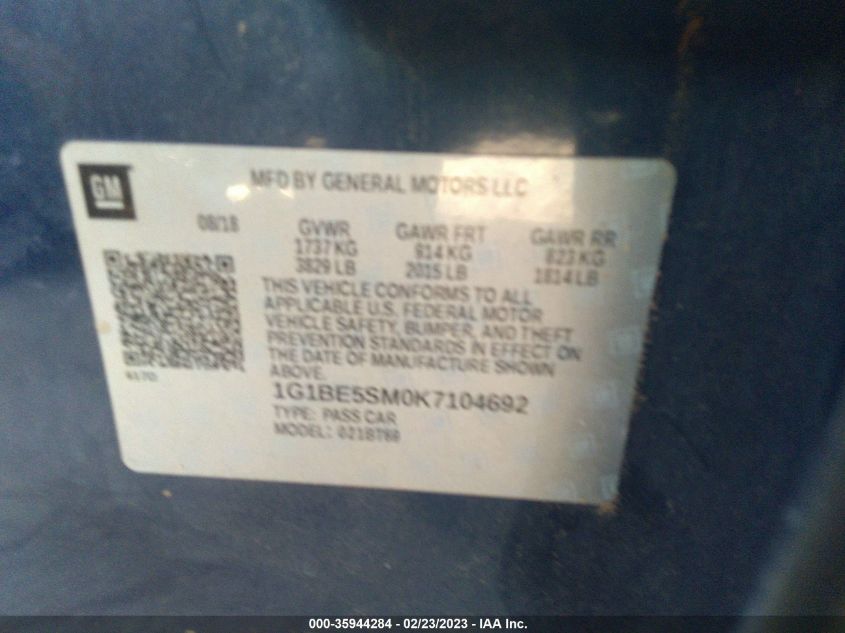 GM
MFD BY GENERAL MOTORS LLC
08/18
GVWR GAWR FRT GAWR RR
1737 KG 914 KG 823 KG
3829 LB 2015 LB 1814 LB
THIS VEHICLE CONFORMS TO ALL
APPLICABLE U.S. FEDERAL MOTOR
VEHICLE SAFETY, BUMPER, AND THEFT
PREVENTION STANDARDS IN EFFECT ON
THE DATE OF MANUFACTURE SHOWN
ABOVE.
1G1BE5SM0K7104692
TYPE: PASS CAR
MODEL:
000-35944284 - 02/23/2023 - IAA Inc.